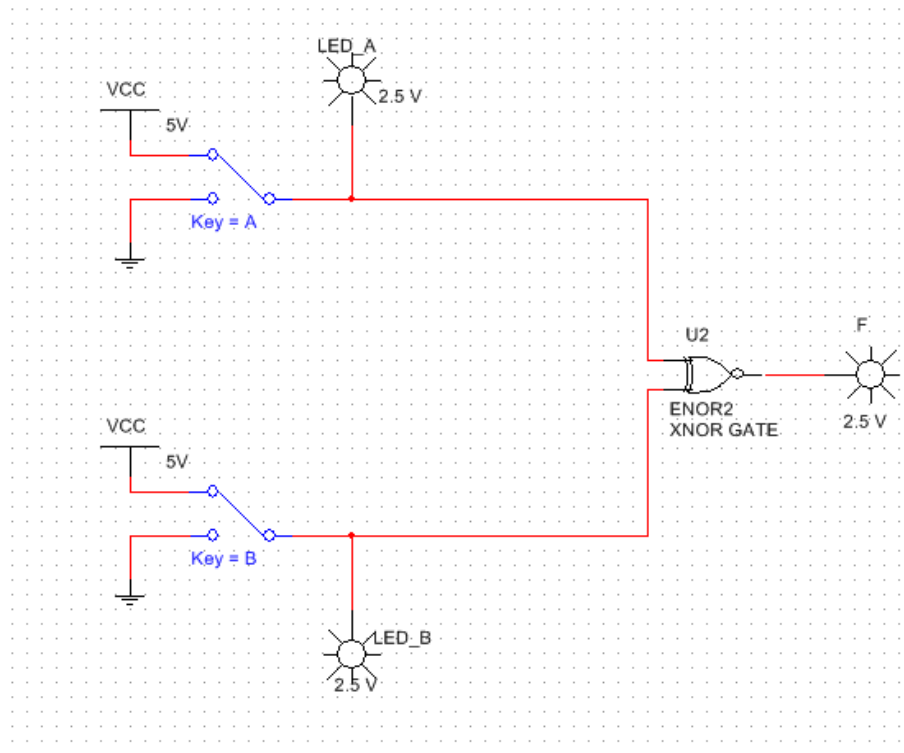 LED_A
2.5 V
VCC
5V
Key = A
U2
F
ENOR2
XNOR GATE
2.5 V
VCC
5V
Key = B
LED_B
2.5 V